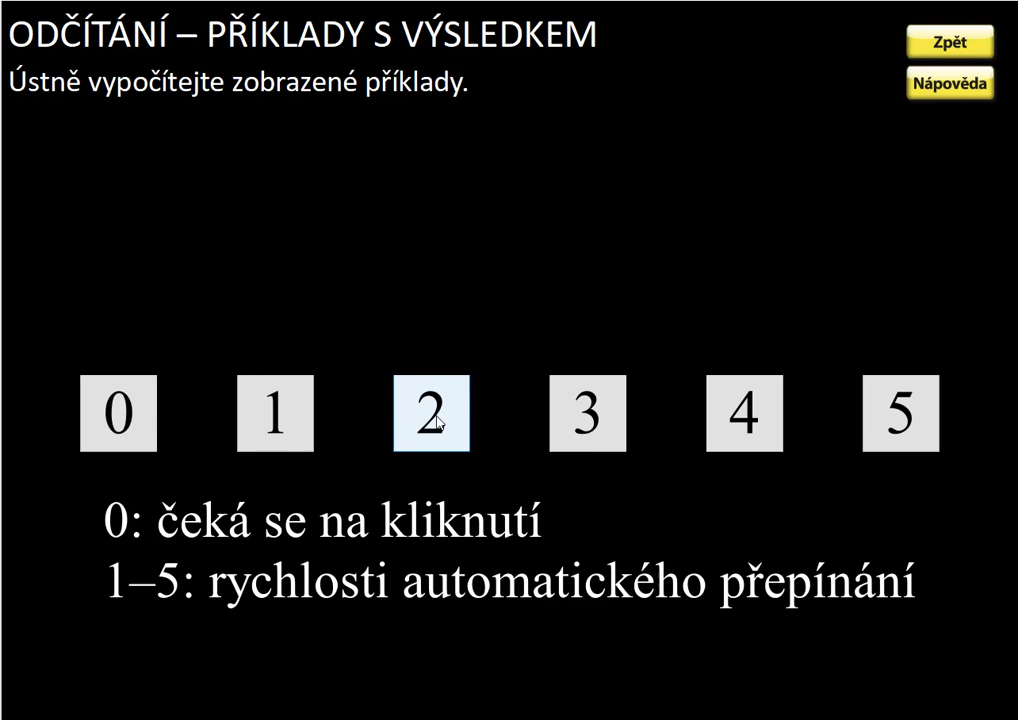 ODČÍTÁNÍ – PŘÍKLADY S VÝSLEDKEM
Zpět
Ústně vypočítejte zobrazené příklady.
Nápověda
0 1 2 3 4 5
0: čeká se na kliknutí
1–5: rychlosti automatického přepínání